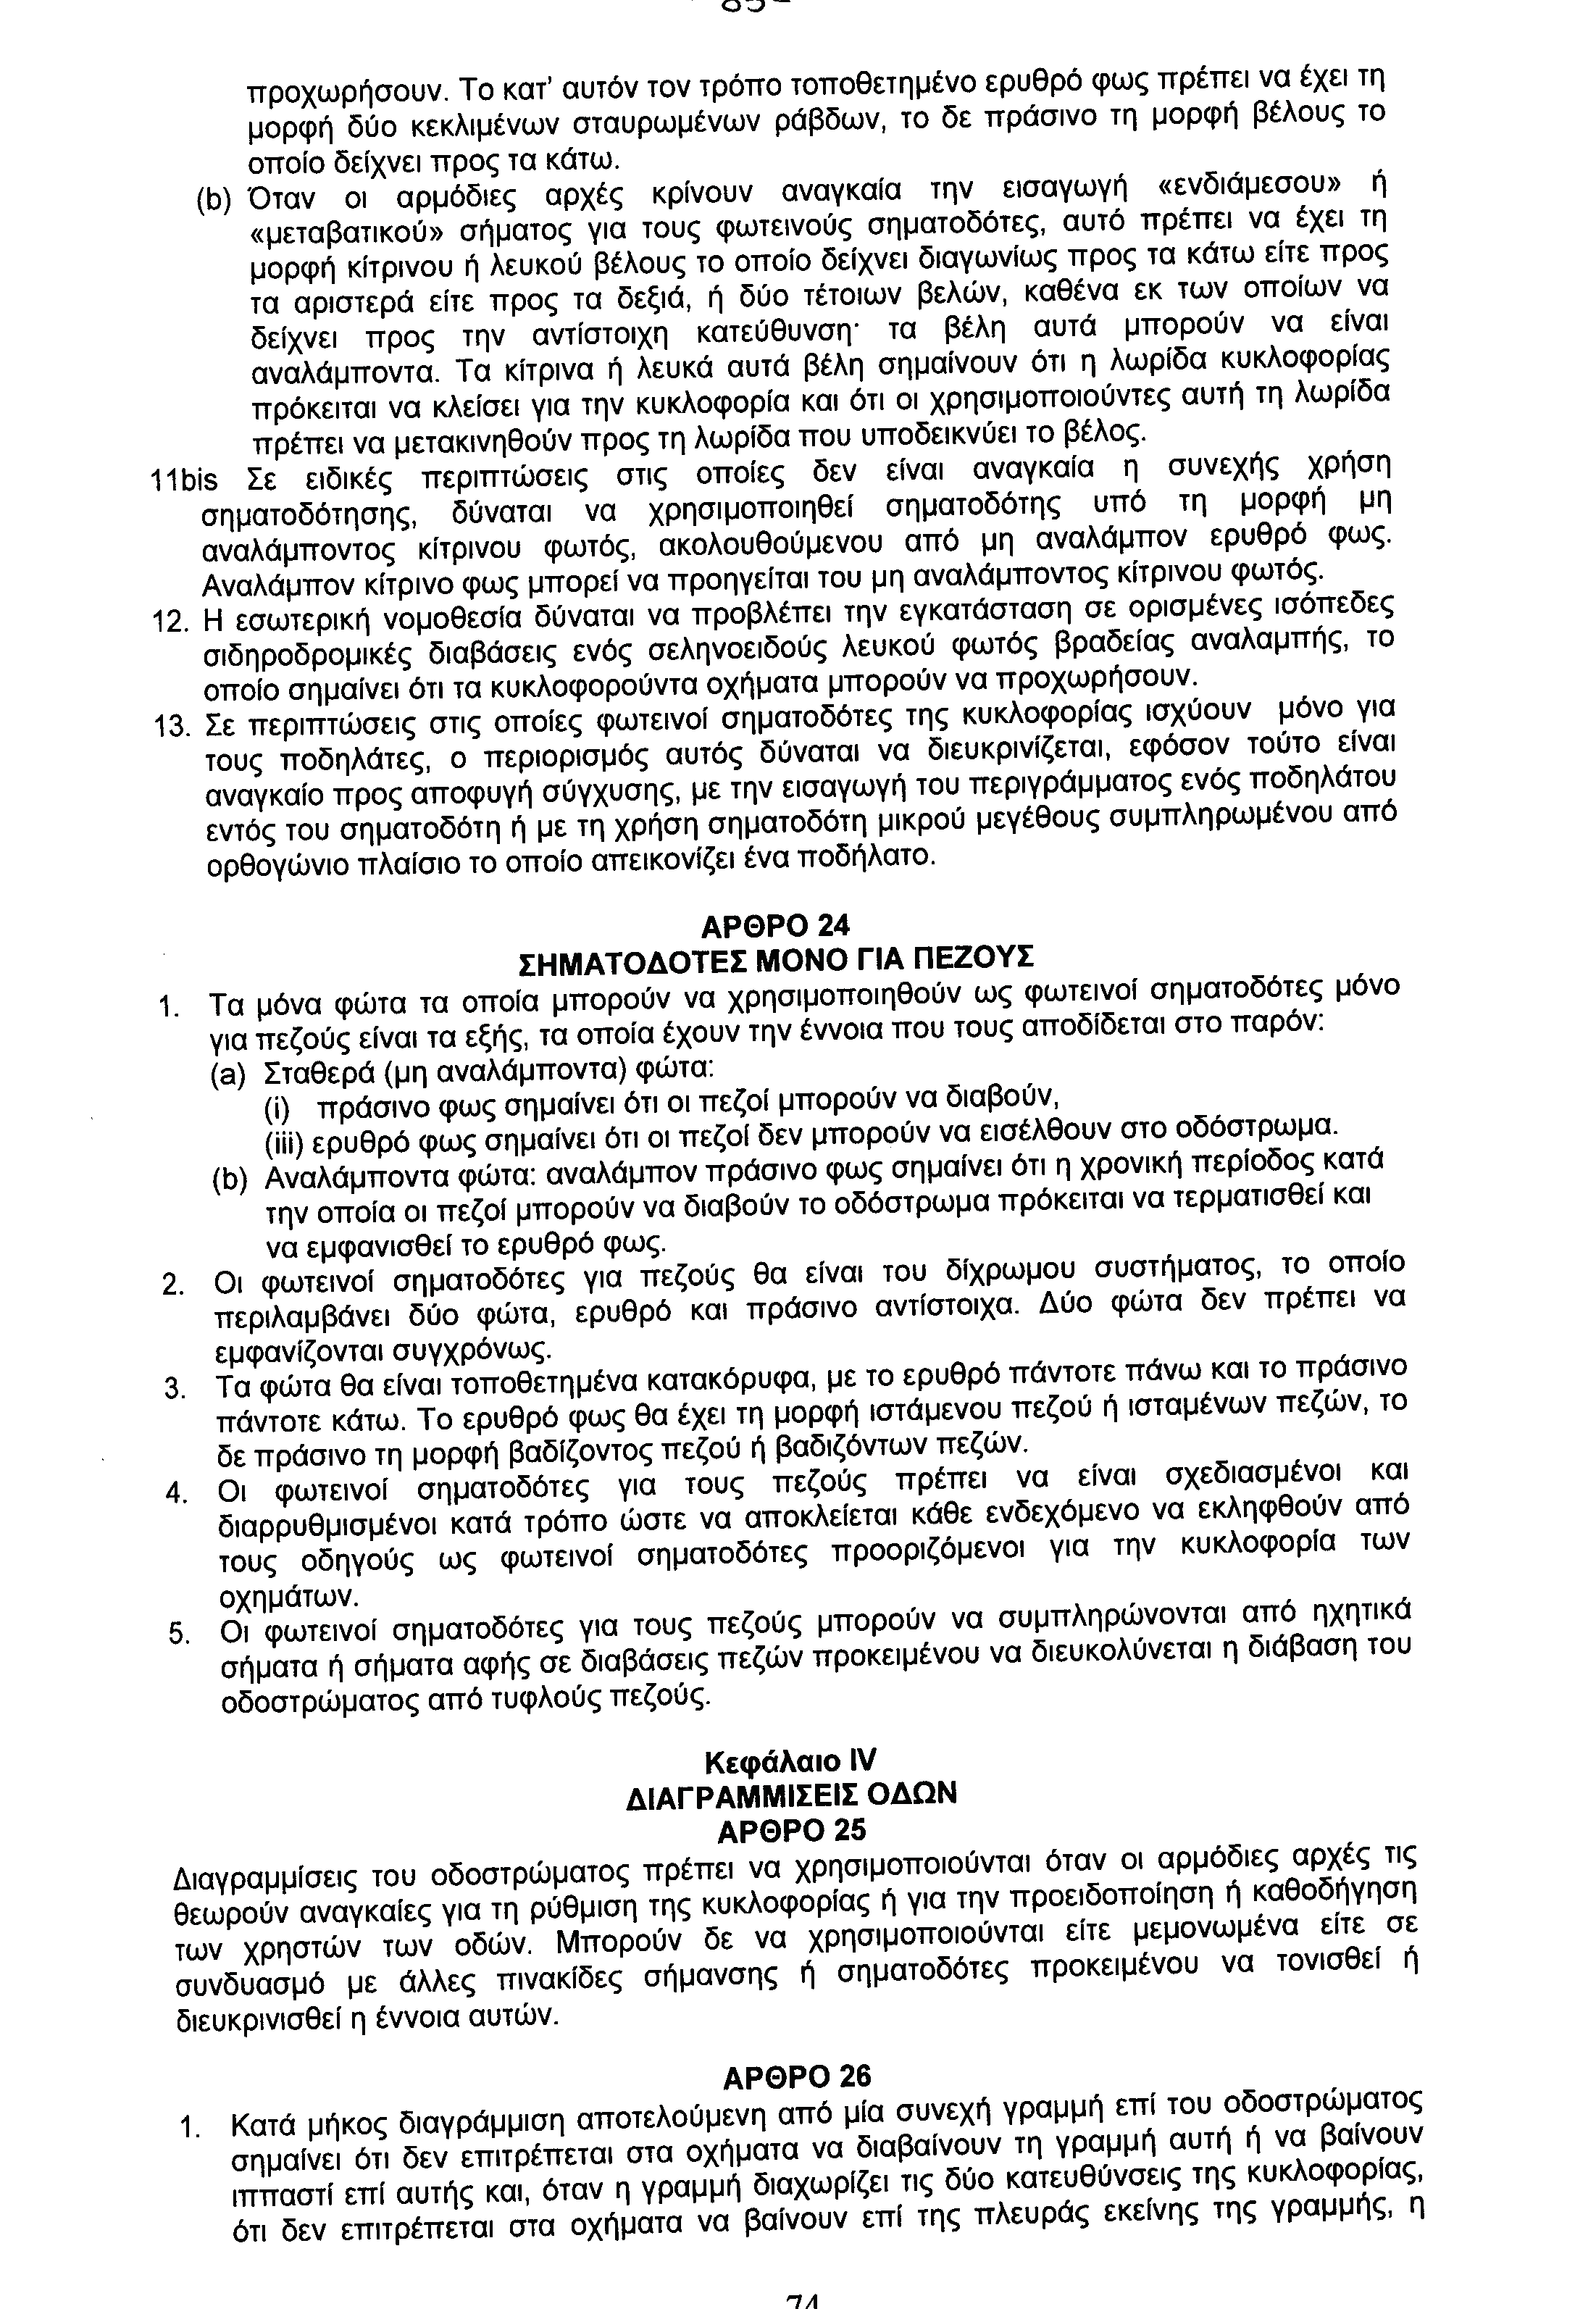 προχωρήσουν. Το κατ’ αυτόν τον τρόπο τοποθετημένο ερυθρό φως πρέπει να έχει τη
μορφή δύο κεκλιμένων σταυρωμένων ράβδων, το δε πράσινο τη μορφή βέλους το
οποίο δείχνει προς τα κάτω.
(b) Όταν οι αρμόδιες αρχές κρίνουν αναγκαία την εισαγωγή «ενδιάμεσου» ή
«μεταβατικού» σήματος για τους φωτεινούς σηματοδότες, αυτό πρέπει να έχει τη
μορφή κίτρινου ή λευκού βέλους το οποίο δείχνει διαγωνίως προς τα κάτω είτε προς
τα αριστερά είτε προς τα δεξιά, ή δύο τέτοιων βελών, καθένα εκ των οποίων να
δείχνει προς την αντίστοιχη κατεύθυνση· τα βέλη αυτά μπορούν να είναι
αναλάμποντα. Τα κίτρινα ή λευκά αυτά βέλη σημαίνουν ότι η λωρίδα κυκλοφορίας
πρόκειται να κλείσει για την κυκλοφορία και ότι οι χρησιμοποιούντες αυτή τη λωρίδα
πρέπει να μετακινηθούν προς τη λωρίδα που υποδεικνύει το βέλος.
11bis Σε ειδικές περιπτώσεις στις οποίες δεν είναι αναγκαία η συνεχής χρήση
σηματοδότησης, δύναται να χρησιμοποιηθεί σηματοδότης υπό τη μορφή μη
αναλάμποντος κίτρινου φωτός, ακολουθούμενου από μη αναλάμπον ερυθρό φως.
Αναλάμπον κίτρινο φως μπορεί να προηγείται του μη αναλάμποντος κίτρινου φωτός.
12. Η εσωτερική νομοθεσία δύναται να προβλέπει την εγκατάσταση σε ορισμένες ισόπεδες
σιδηροδρομικές διαβάσεις ενός σεληνοειδούς λευκού φωτός βραδείας αναλαμπής, το
οποίο σημαίνει ότι τα κυκλοφορούντα οχήματα μπορούν να προχωρήσουν.
13. Σε περιπτώσεις στις οποίες φωτεινοί σηματοδότες της κυκλοφορίας ισχύουν μόνο για
τους ποδηλάτες, ο περιορισμός αυτός δύναται να διευκρινίζεται, εφόσον τούτο είναι
αναγκαίο προς αποφυγή σύγχυσης, με την εισαγωγή του περιγράμματος ενός ποδηλάτου
εντός του σηματοδότη ή με τη χρήση σηματοδότη μικρού μεγέθους συμπληρωμένου από
ορθογώνιο πλαίσιο το οποίο απεικονίζει ένα ποδήλατο.
ΑΡΘΡΟ 24
ΣΗΜΑΤΟΔΟΤΕΣ ΜΟΝΟ ΓΙΑ ΠΕΖΟΥΣ
1. Τα μόνα φώτα τα οποία μπορούν να χρησιμοποιηθούν ως φωτεινοί σηματοδότες μόνο
για πεζούς είναι τα εξής, τα οποία έχουν την έννοια που τους αποδίδεται στο παρόν:
(a) Σταθερά (μη αναλάμποντα) φώτα:
(i) πράσινο φως σημαίνει ότι οι πεζοί μπορούν να διαβούν,
(iii) ερυθρό φως σημαίνει ότι οι πεζοί δεν μπορούν να εισέλθουν στο οδόστρωμα.
(b) Αναλάμποντα φώτα: αναλάμπον πράσινο φως σημαίνει ότι η χρονική περίοδος κατά
την οποία οι πεζοί μπορούν να διαβούν το οδόστρωμα πρόκειται να τερματισθεί και
να εμφανισθεί το ερυθρό φως.
2. Οι φωτεινοί σηματοδότες για πεζούς θα είναι του δίχρωμου συστήματος, το οποίο
περιλαμβάνει δύο φώτα, ερυθρό και πράσινο αντίστοιχα. Δύο φώτα δεν πρέπει να
εμφανίζονται συγχρόνως.
3. Τα φώτα θα είναι τοποθετημένα κατακόρυφα, με το ερυθρό πάντοτε πάνω και το πράσινο
πάντοτε κάτω. Το ερυθρό φως θα έχει τη μορφή ιστάμενου πεζού ή ισταμένων πεζών, το
δε πράσινο τη μορφή βαδίζοντος πεζού ή βαδιζόντων πεζών.
4. Οι φωτεινοί σηματοδότες για τους πεζούς πρέπει να είναι σχεδιασμένοι και
διαρρυθμισμένοι κατά τρόπο ώστε να αποκλείεται κάθε ενδεχόμενο να εκληφθούν από
τους οδηγούς ως φωτεινοί σηματοδότες προοριζόμενοι για την κυκλοφορία των
οχημάτων.
5. Οι φωτεινοί σηματοδότες για τους πεζούς μπορούν να συμπληρώνονται από ηχητικά
σήματα ή σήματα αφής σε διαβάσεις πεζών προκειμένου να διευκολύνεται η διάβαση του
οδοστρώματος από τυφλούς πεζούς.
Κεφάλαιο IV
ΔΙΑΓΡΑΜΜΙΣΕΙΣ ΟΔΩΝ
ΑΡΘΡΟ 25
Διαγραμμίσεις του οδοστρώματος πρέπει να χρησιμοποιούνται όταν οι αρμόδιες αρχές τις
θεωρούν αναγκαίες για τη ρύθμιση της κυκλοφορίας ή για την προειδοποίηση ή καθοδήγηση
των χρηστών των οδών. Μπορούν δε να χρησιμοποιούνται είτε μεμονωμένα είτε σε
συνδυασμό με άλλες πινακίδες σήμανσης ή σηματοδότες προκειμένου να τονισθεί ή
διευκρινισθεί η έννοια αυτών.
ΑΡΘΡΟ 26
1. Κατά μήκος διαγράμμιση αποτελούμενη από μία συνεχή γραμμή επί του οδοστρώματος
σημαίνει ότι δεν επιτρέπεται στα οχήματα να διαβαίνουν τη γραμμή αυτή ή να βαίνουν
ιππαστί επί αυτής και, όταν η γραμμή διαχωρίζει τις δύο κατευθύνσεις της κυκλοφορίας,
ότι δεν επιτρέπεται στα οχήματα να βαίνουν επί της πλευράς εκείνης της γραμμής, η
74